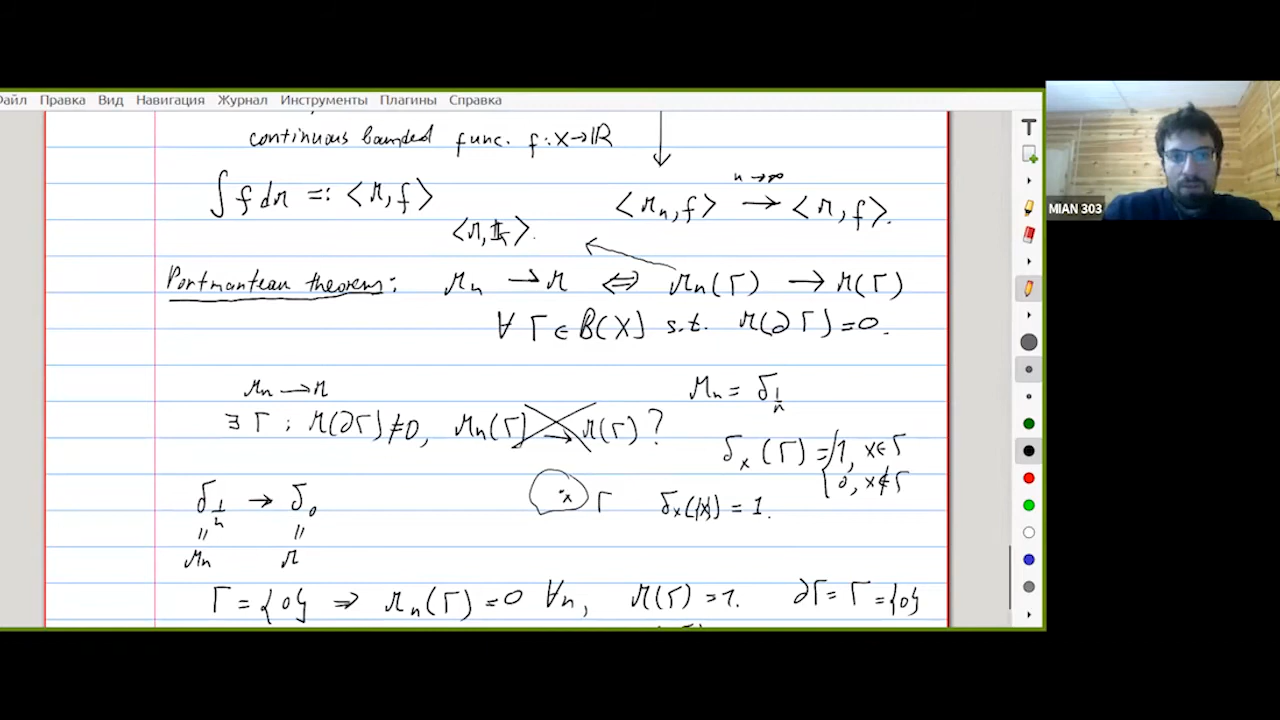 Файл Правка Вид Навигация Журнал Инструменты Плагины Справка
continuous bounded func. f: X→ℝ
∫ f dμ =: <μ, f>
<μn, f> →(n→∞) <μ, f>.
<μ, 1Γ>.
Portmanteau theorem: μn → μ ⇔ μn(Γ) → μ(Γ)
∀ Γ ∈ B(X) s.t. μ(∂Γ) = 0.
μn → μ
∃ Γ : μ(∂Γ) ≠ 0, μn(Γ) → μ(Γ)?
μn = δ1/n
δx(Γ) = { 1, x∈Γ
0, x∉Γ
δ1/n → δ0
x Γ δx({x}) = 1.
μn μ
Γ = {0} ⇒ μn(Γ) = 0 ∀n, μ(Γ) = 1. ∂Γ = Γ = {0}
MIAN 303
T